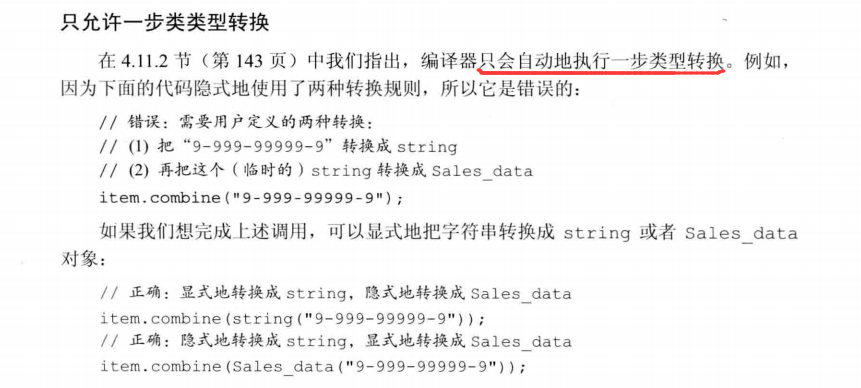 只允许一步类类型转换
在 4.11.2 节（第 143 页）中我们指出，编译器只会自动地执行一步类型转换。例如，
因为下面的代码隐式地使用了两种转换规则，所以它是错误的：
// 错误：需要用户定义的两种转换：
// (1) 把“9-999-99999-9”转换成 string
// (2) 再把这个（临时的）string 转换成 Sales_data
item.combine("9-999-99999-9");
如果我们想完成上述调用，可以显式地把字符串转换成 string 或者 Sales_data
对象：
// 正确：显式地转换成 string，隐式地转换成 Sales_data
item.combine(string("9-999-99999-9"));
// 正确：隐式地转换成 string，显式地转换成 Sales_data
item.combine(Sales_data("9-999-99999-9"));